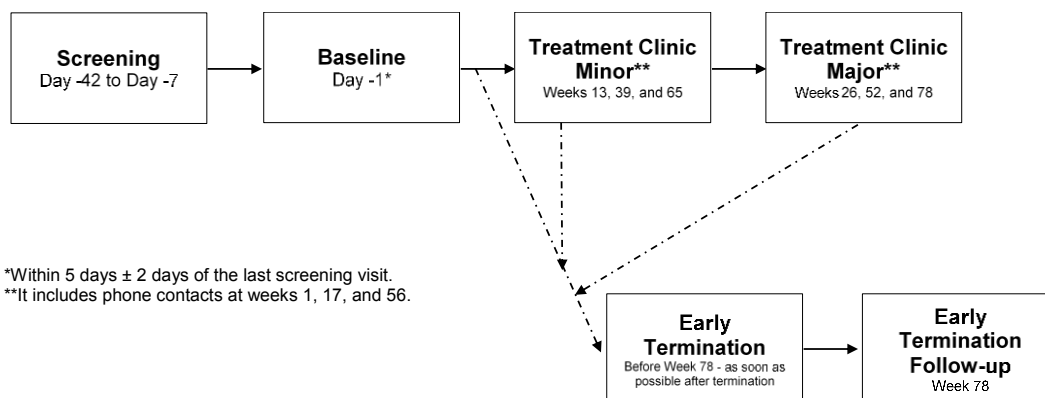 Screening
Day -42 to Day -7
Baseline
Day -1*
Treatment Clinic
Minor**
Weeks 13, 39, and 65
Treatment Clinic
Major**
Weeks 26, 52, and 78
*Within 5 days ± 2 days of the last screening visit.
**It includes phone contacts at weeks 1, 17, and 56.
Early
Termination
Before Week 78 - as soon as
possible after termination
Early
Termination
Follow-up
Week 78